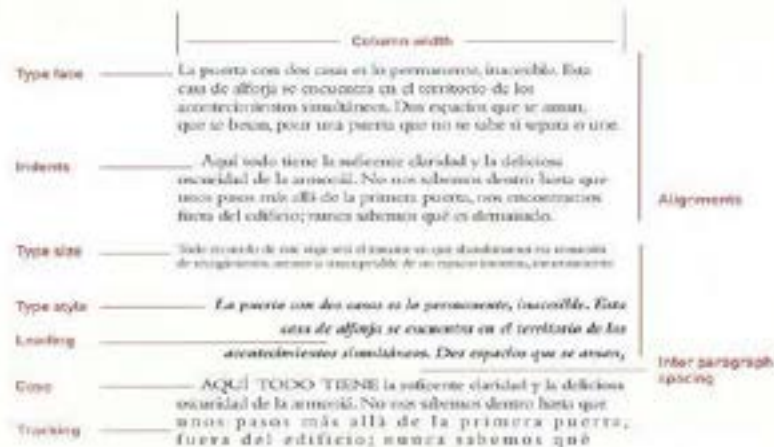 Column width
Type face
La puerta con dos casas es lo permanente, inaccesible. Esta
casa de alforja se encuentra en el territorio de los
acontecimientos simultáneos. Dos espacios que se aman,
que se besan, pour una puerta que no se sabe si separa o une.
Indents
Aquí todo tiene la suficente claridad y la deliciosa
oscuridad de la armonía. No nos sabemos dentro hasta que
unos pasos más allá de la primera puerta, nos encontramos
fuera del edificio; nunca sabemos qué es demasiado.
Alignments
Type size
Type style
La puerta con dos casas es lo permanente, inaccesible. Esta
Leading
casa de alforja se encuentra en el territorio de los
acontecimientos simultáneos. Dos espacios que se aman,
Inter paragraph
spacing
Case
AQUÍ TODO TIENE la suficente claridad y la deliciosa
oscuridad de la armonía. No nos sabemos dentro hasta que
Tracking
unos pasos más allá de la primera puerta,
fuera del edificio; nunca sabemos qué